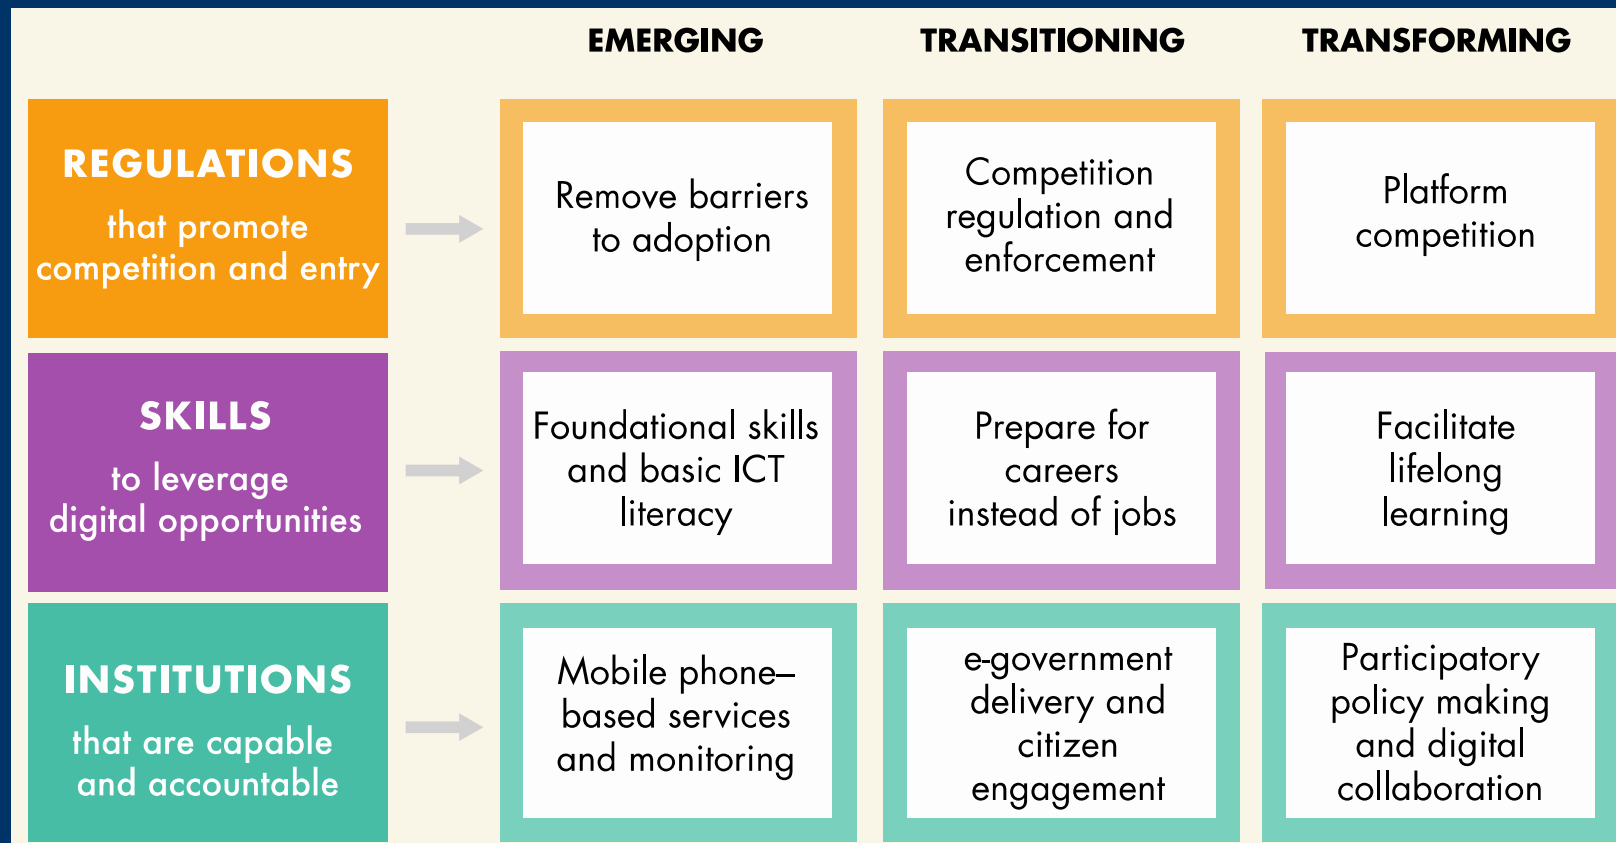 EMERGING TRANSITIONING TRANSFORMING
REGULATIONS
that promote
competition and entry
Remove barriers
to adoption
Competition
regulation and
enforcement
Platform
competition
SKILLS
to leverage
digital opportunities
Foundational skills
and basic ICT
literacy
Prepare for
careers
instead of jobs
Facilitate
lifelong
learning
INSTITUTIONS
that are capable
and accountable
Mobile phone–
based services
and monitoring
e-government
delivery and
citizen
engagement
Participatory
policy making
and digital
collaboration